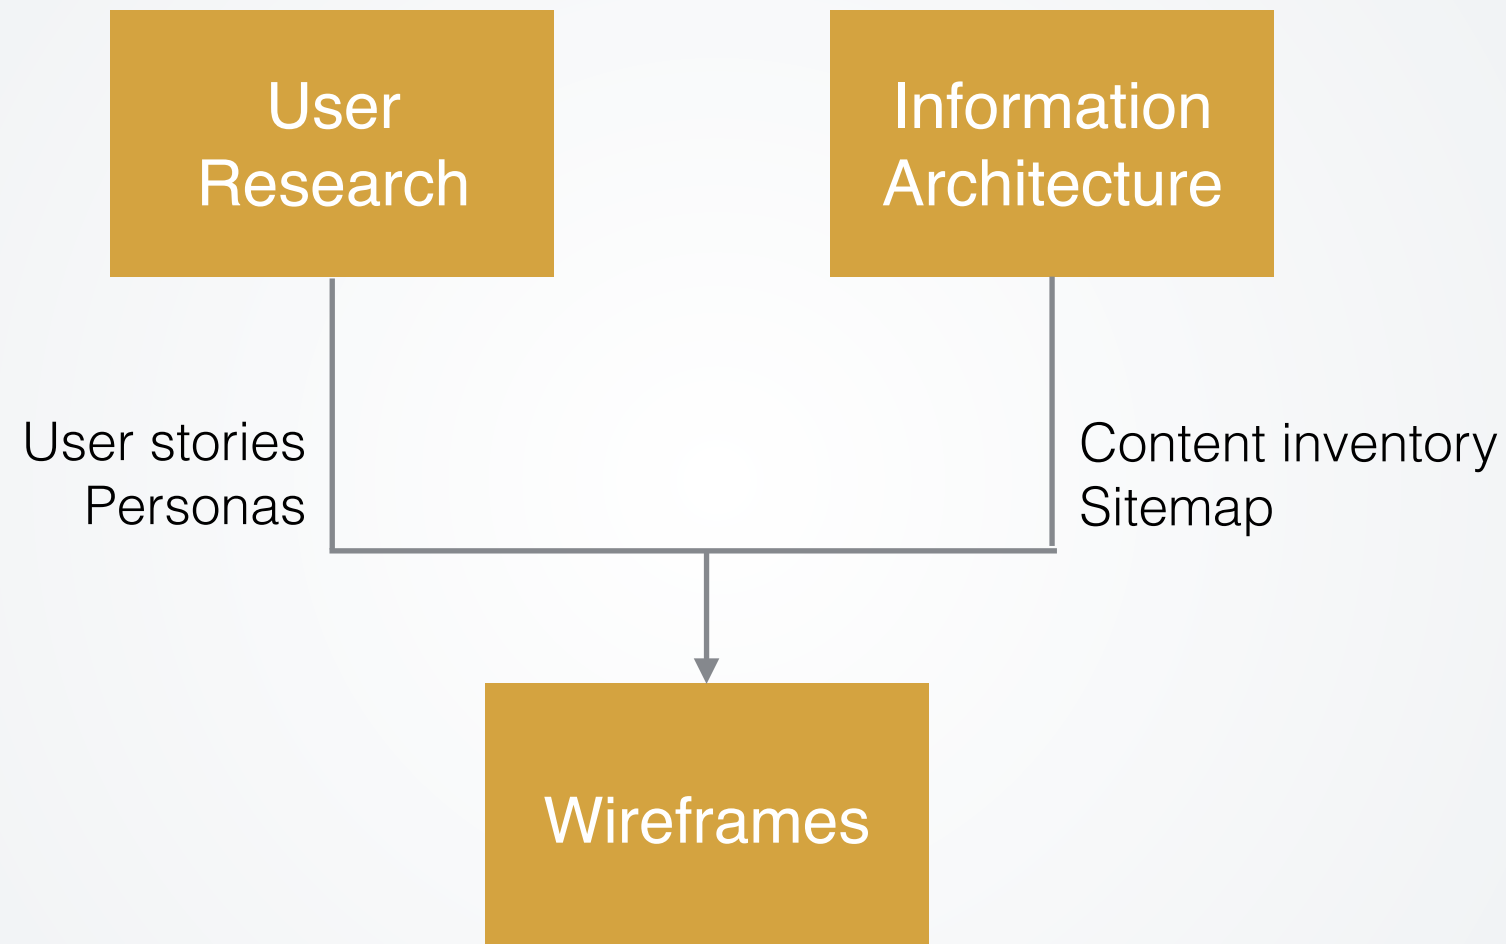 User
Research
Information
Architecture
User stories
Personas
Content inventory
Sitemap
Wireframes